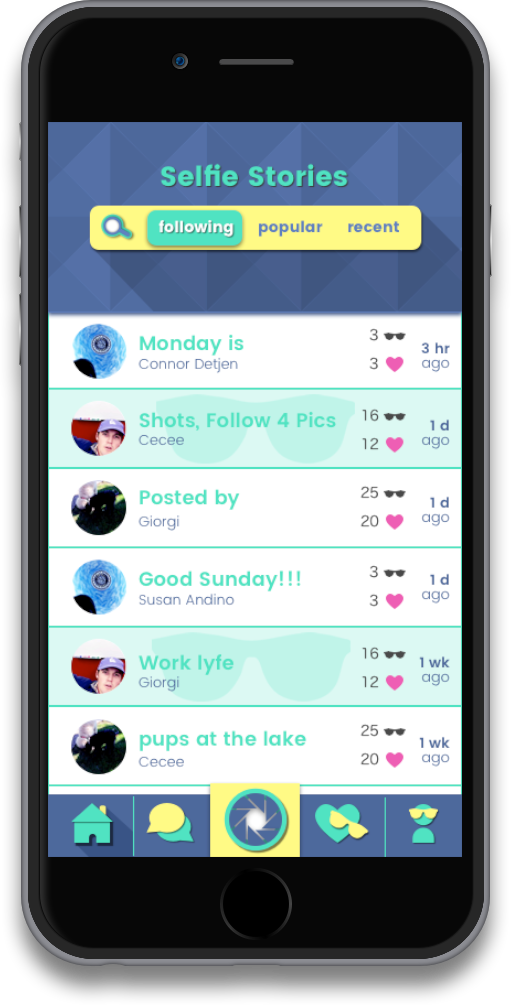 Selfie Stories
following popular recent
Monday is
Connor Detjen
3
3
3 hr
ago
Shots, Follow 4 Pics
Cecee
16
12
1 d
ago
Posted by
Giorgi
25
20
1 d
ago
Good Sunday!!!
Susan Andino
3
3
1 d
ago
Work lyfe
Giorgi
16
12
1 wk
ago
pups at the lake
Cecee
25
20
1 wk
ago